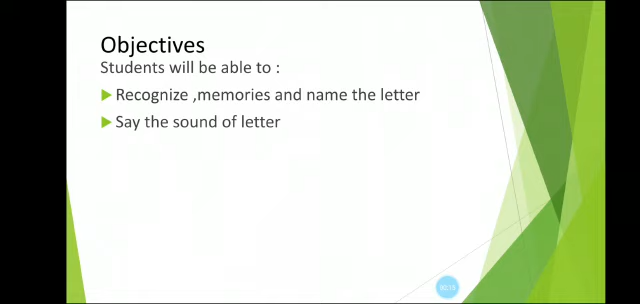 Objectives
Students will be able to :
Recognize ,memories and name the letter
Say the sound of letter